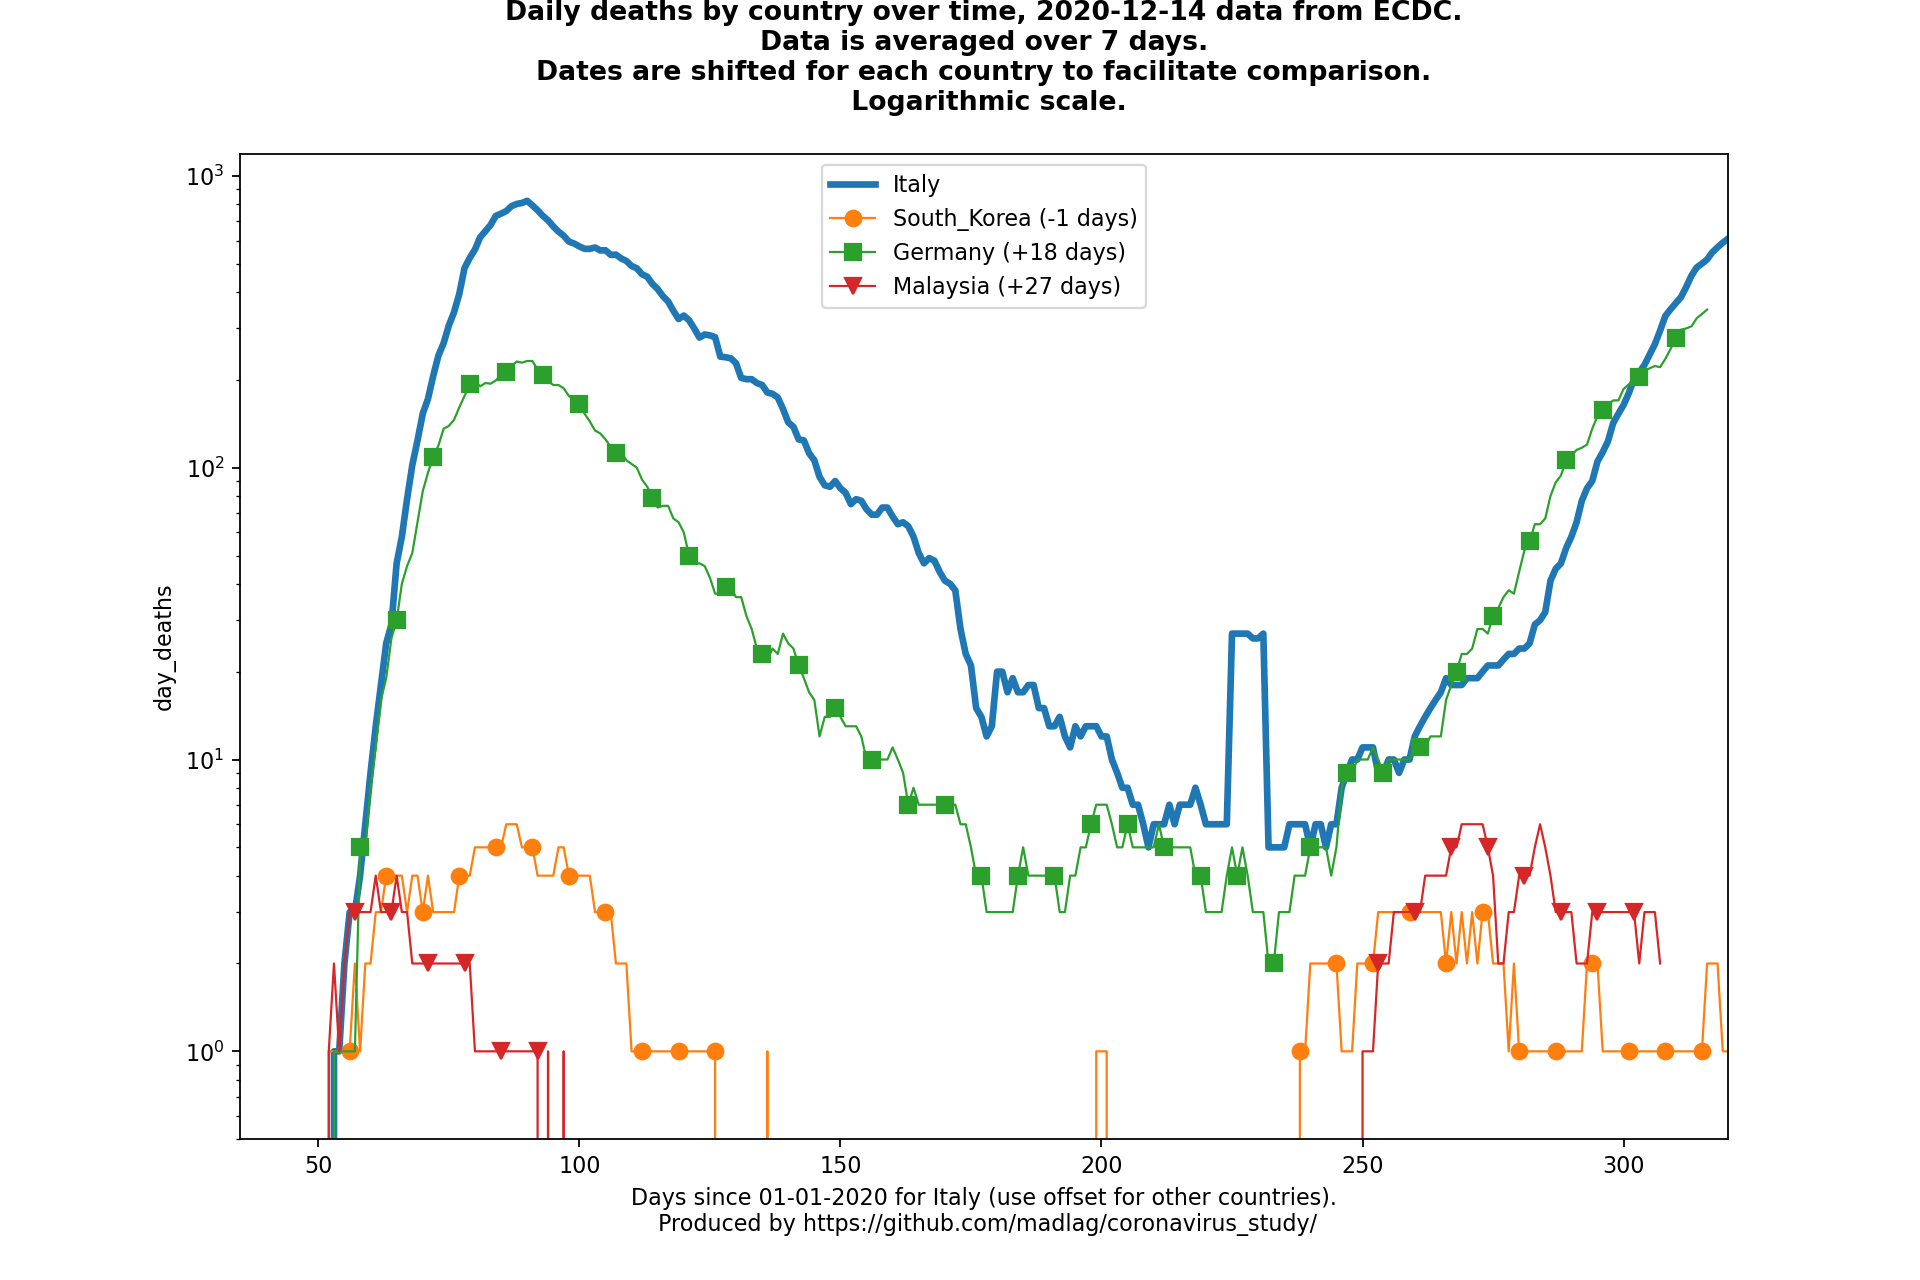 Daily deaths by country over time, 2020-12-14 data from ECDC.
Data is averaged over 7 days.
Dates are shifted for each country to facilitate comparison.
Logarithmic scale.
10³
10²
10¹
10⁰
day_deaths
Italy
South_Korea (-1 days)
Germany (+18 days)
Malaysia (+27 days)
50 100 150 200 250 300
Days since 01-01-2020 for Italy (use offset for other countries).
Produced by https://github.com/madlag/coronavirus_study/